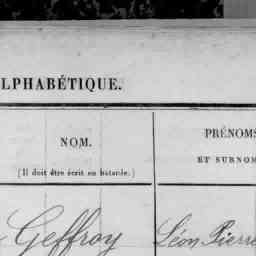 LPHABÉTIQUE.
NOM.
(Il doit être écrit en bâtarde.)
PRÉNOMS
ET SURNOM
Geffroy
Léon Pierre